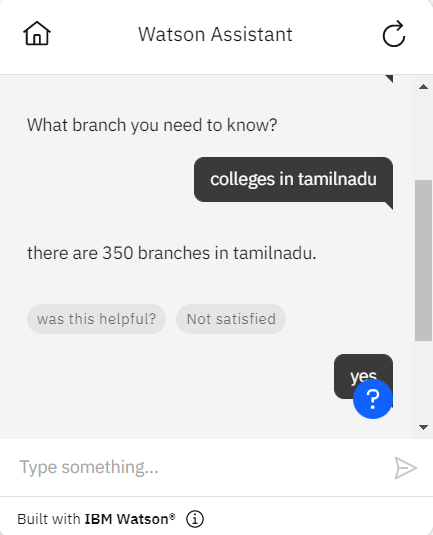 Watson Assistant
What branch you need to know?
colleges in tamilnadu
there are 350 branches in tamilnadu.
was this helpful? Not satisfied
yes
?
Type something...
Built with IBM Watson®